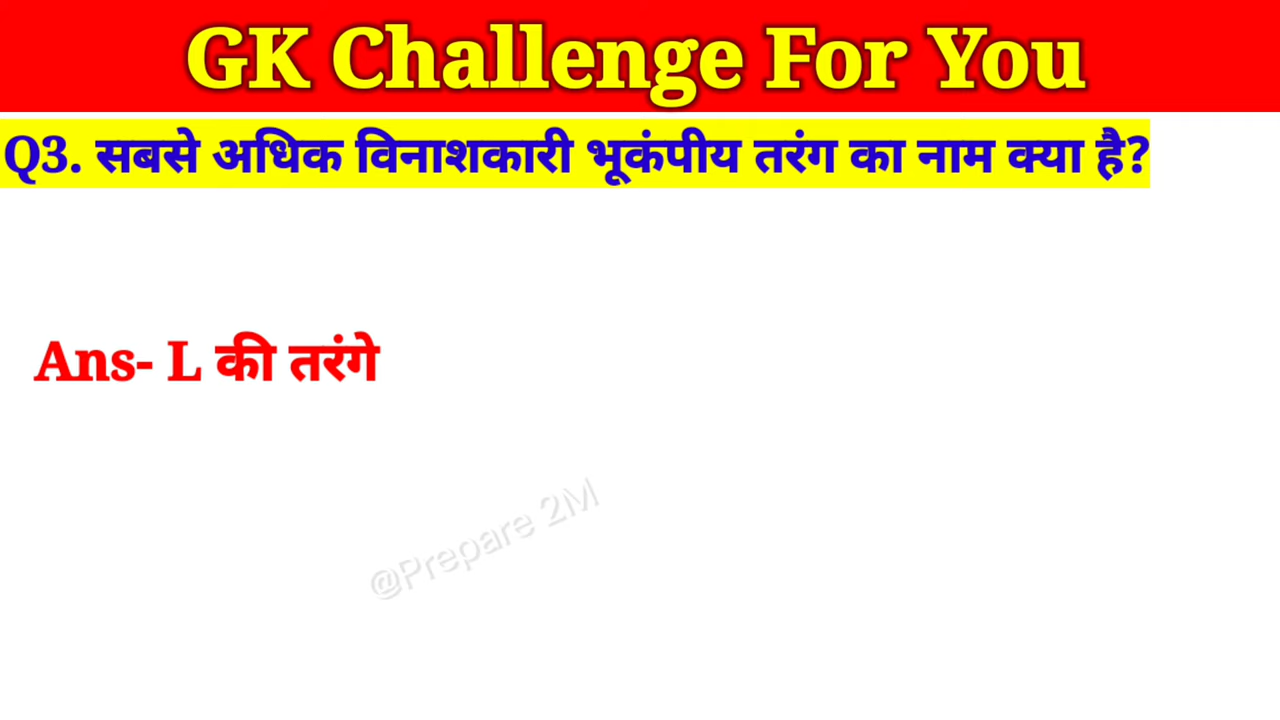 GK Challenge For You
Q3. सबसे अधिक विनाशकारी भूकंपीय तरंग का नाम क्या है?
Ans- L की तरंगे
@Prepare 2M